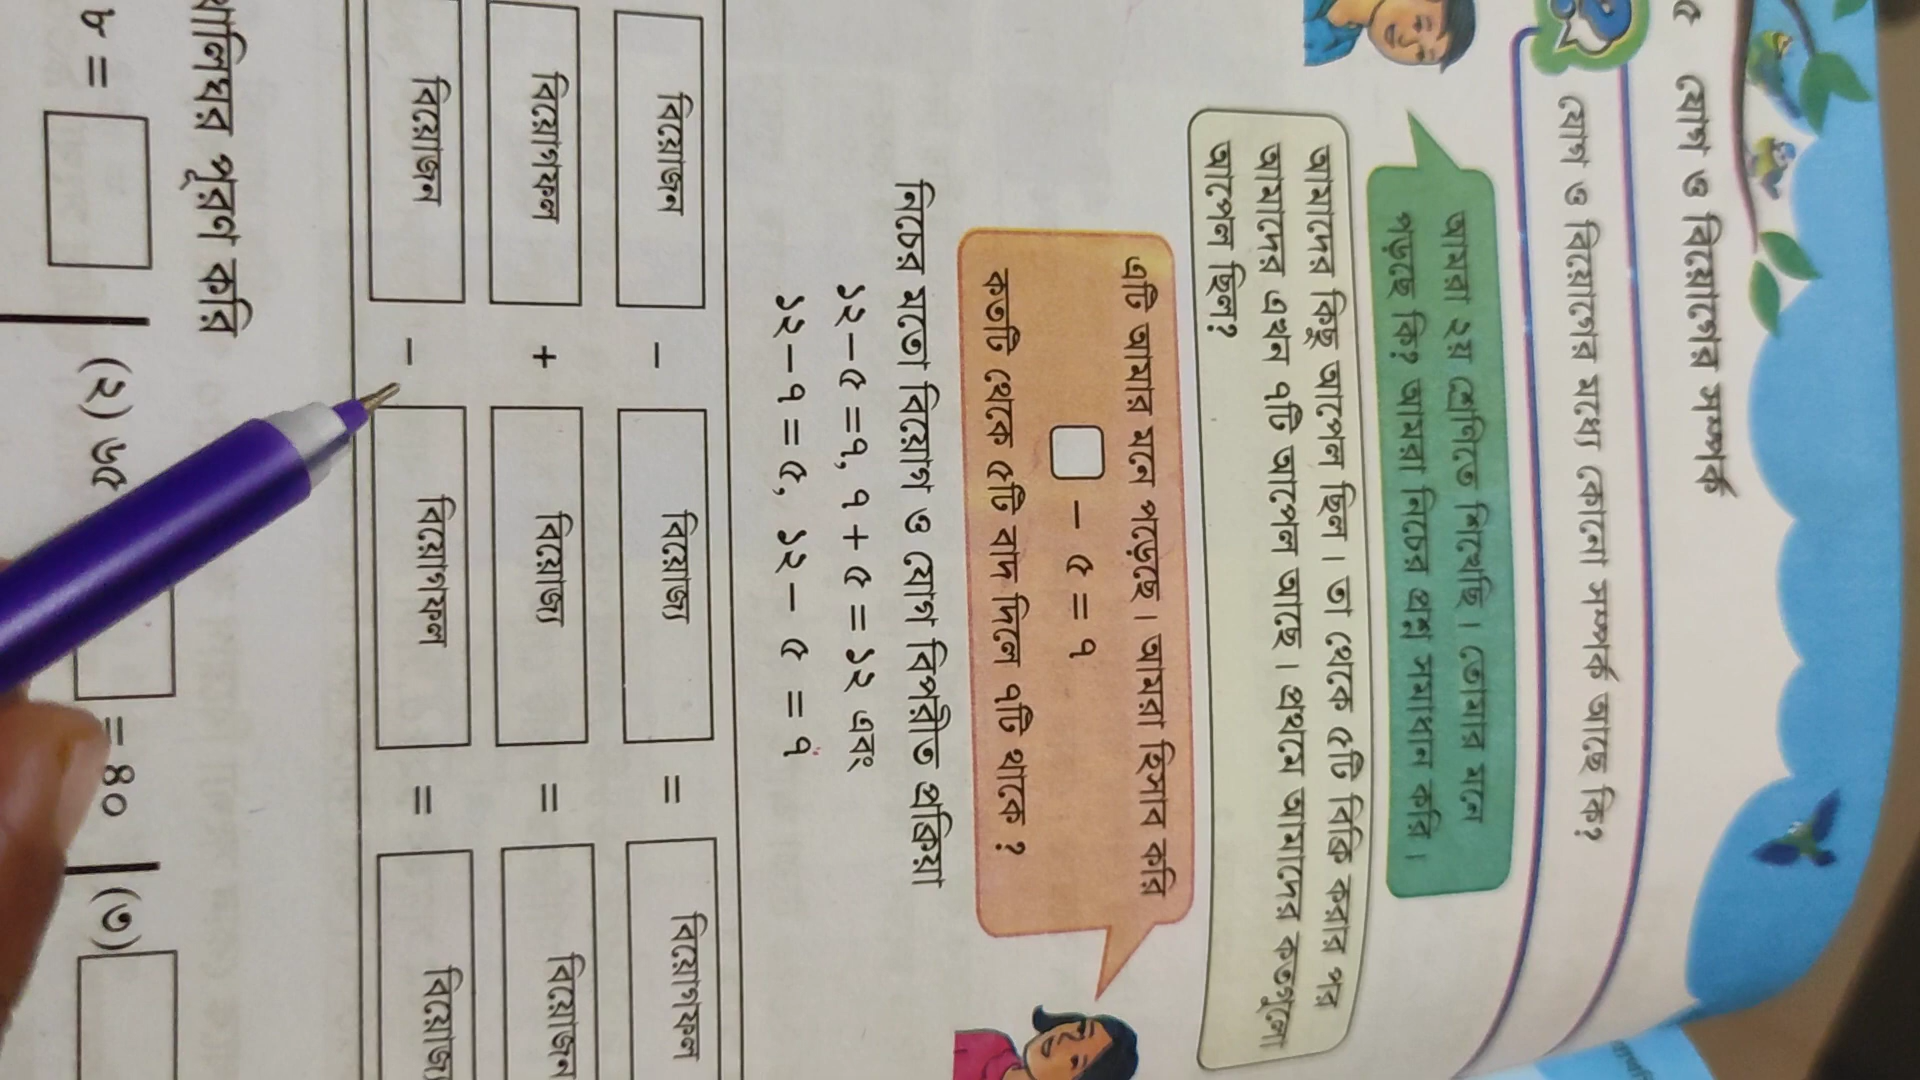 ৫ যোগ ও বিয়োগের সম্পর্ক
যোগ ও বিয়োগের মধ্যে কোনো সম্পর্ক আছে কি?
আমরা ২য় শ্রেণিতে শিখেছি। তোমার মনে
পড়ছে কি? আমরা নিচের প্রশ্ন সমাধান করি।
আমাদের কিছু আপেল ছিল। তা থেকে ৫টি বিক্রি করার পর
আমাদের এখন ৭টি আপেল আছে। প্রথমে আমাদের কতগুলো
আপেল ছিল?
এটি আমার মনে পড়েছে। আমরা হিসাব করি
□ − ৫ = ৭
কতটি থেকে ৫টি বাদ দিলে ৭টি থাকে ?
নিচের মতো বিয়োগ ও যোগ বিপরীত প্রক্রিয়া
১২ − ৫ = ৭, ৭ + ৫ = ১২ এবং
১২ − ৭ = ৫, ১২ − ৫ = ৭
বিয়োজন − বিয়োজ্য = বিয়োগফল
বিয়োগফল + বিয়োজ্য = বিয়োজন
বিয়োজন − বিয়োগফল = বিয়োজ্য
খালিঘর পূরণ করি
৮ = □ (২) ৬৫ □ = ৪০ (৩) □